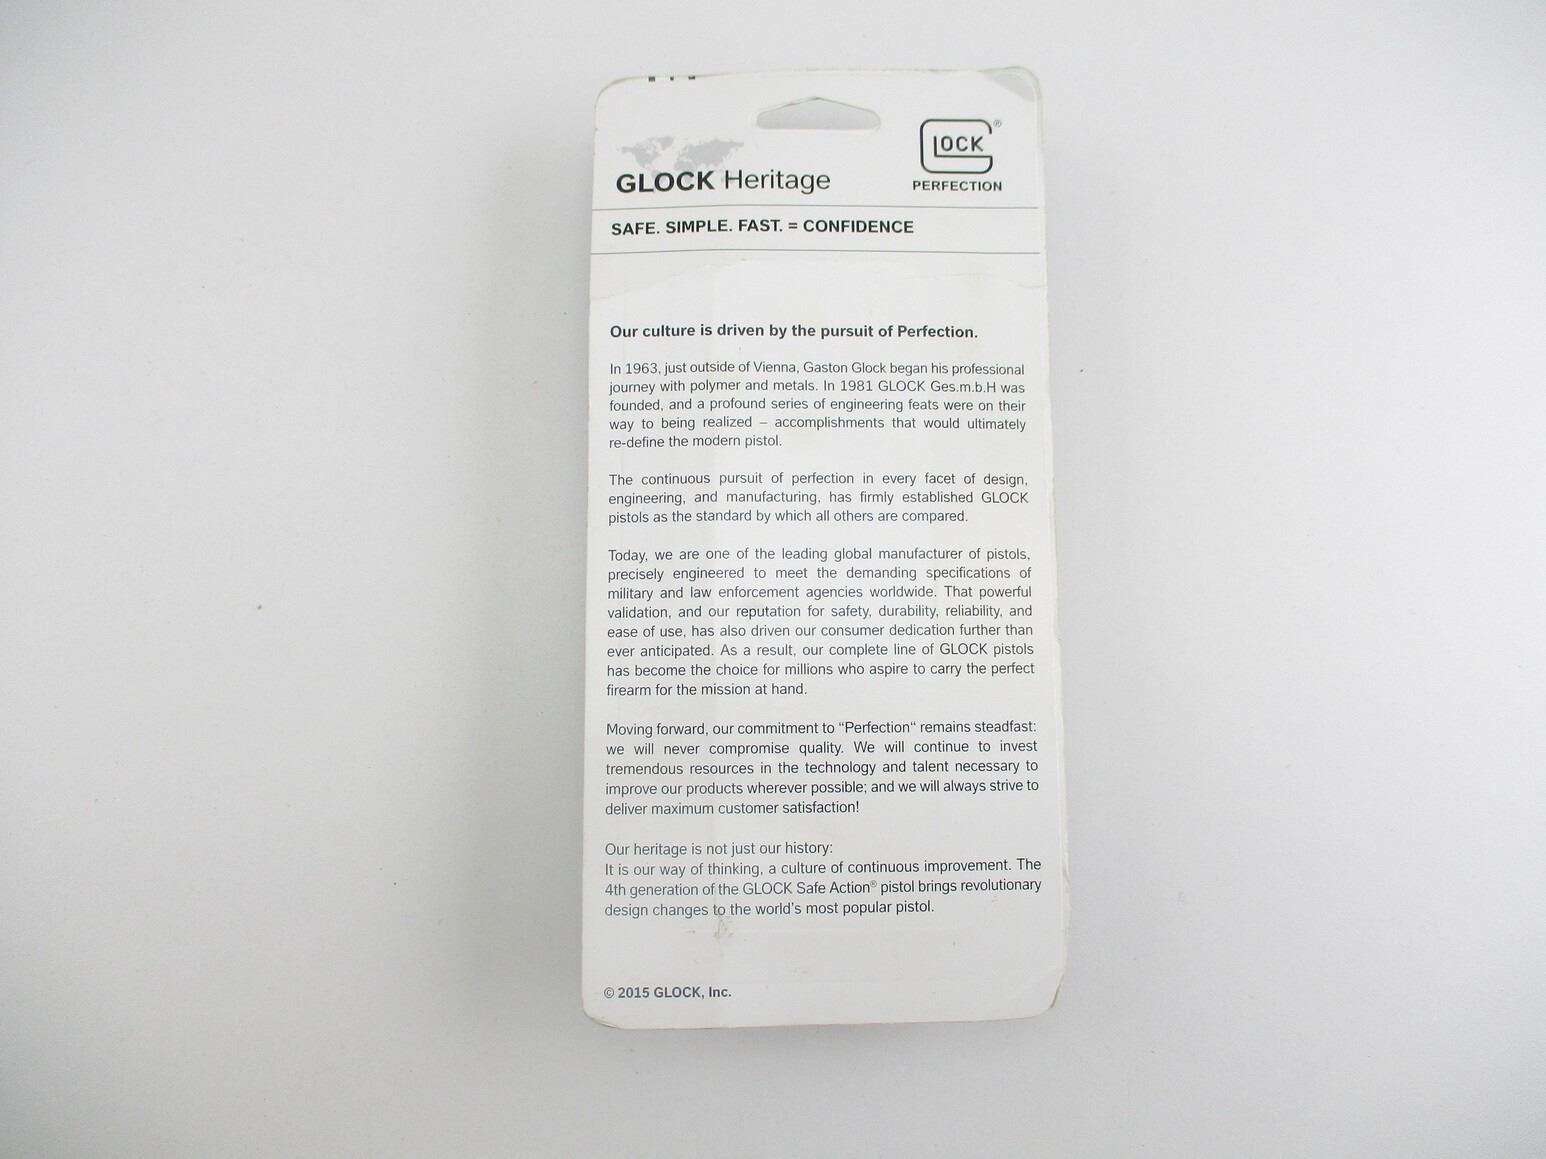 GLOCK Heritage
GLOCK ®
PERFECTION
SAFE. SIMPLE. FAST. = CONFIDENCE
Our culture is driven by the pursuit of Perfection.
In 1963, just outside of Vienna, Gaston Glock began his professional
journey with polymer and metals. In 1981 GLOCK Ges.m.b.H was
founded, and a profound series of engineering feats were on their
way to being realized – accomplishments that would ultimately
re-define the modern pistol.
The continuous pursuit of perfection in every facet of design,
engineering, and manufacturing, has firmly established GLOCK
pistols as the standard by which all others are compared.
Today, we are one of the leading global manufacturer of pistols,
precisely engineered to meet the demanding specifications of
military and law enforcement agencies worldwide. That powerful
validation, and our reputation for safety, durability, reliability, and
ease of use, has also driven our consumer dedication further than
ever anticipated. As a result, our complete line of GLOCK pistols
has become the choice for millions who aspire to carry the perfect
firearm for the mission at hand.
Moving forward, our commitment to “Perfection“ remains steadfast:
we will never compromise quality. We will continue to invest
tremendous resources in the technology and talent necessary to
improve our products wherever possible; and we will always strive to
deliver maximum customer satisfaction!
Our heritage is not just our history:
It is our way of thinking, a culture of continuous improvement. The
4th generation of the GLOCK Safe Action® pistol brings revolutionary
design changes to the world's most popular pistol.
© 2015 GLOCK, Inc.